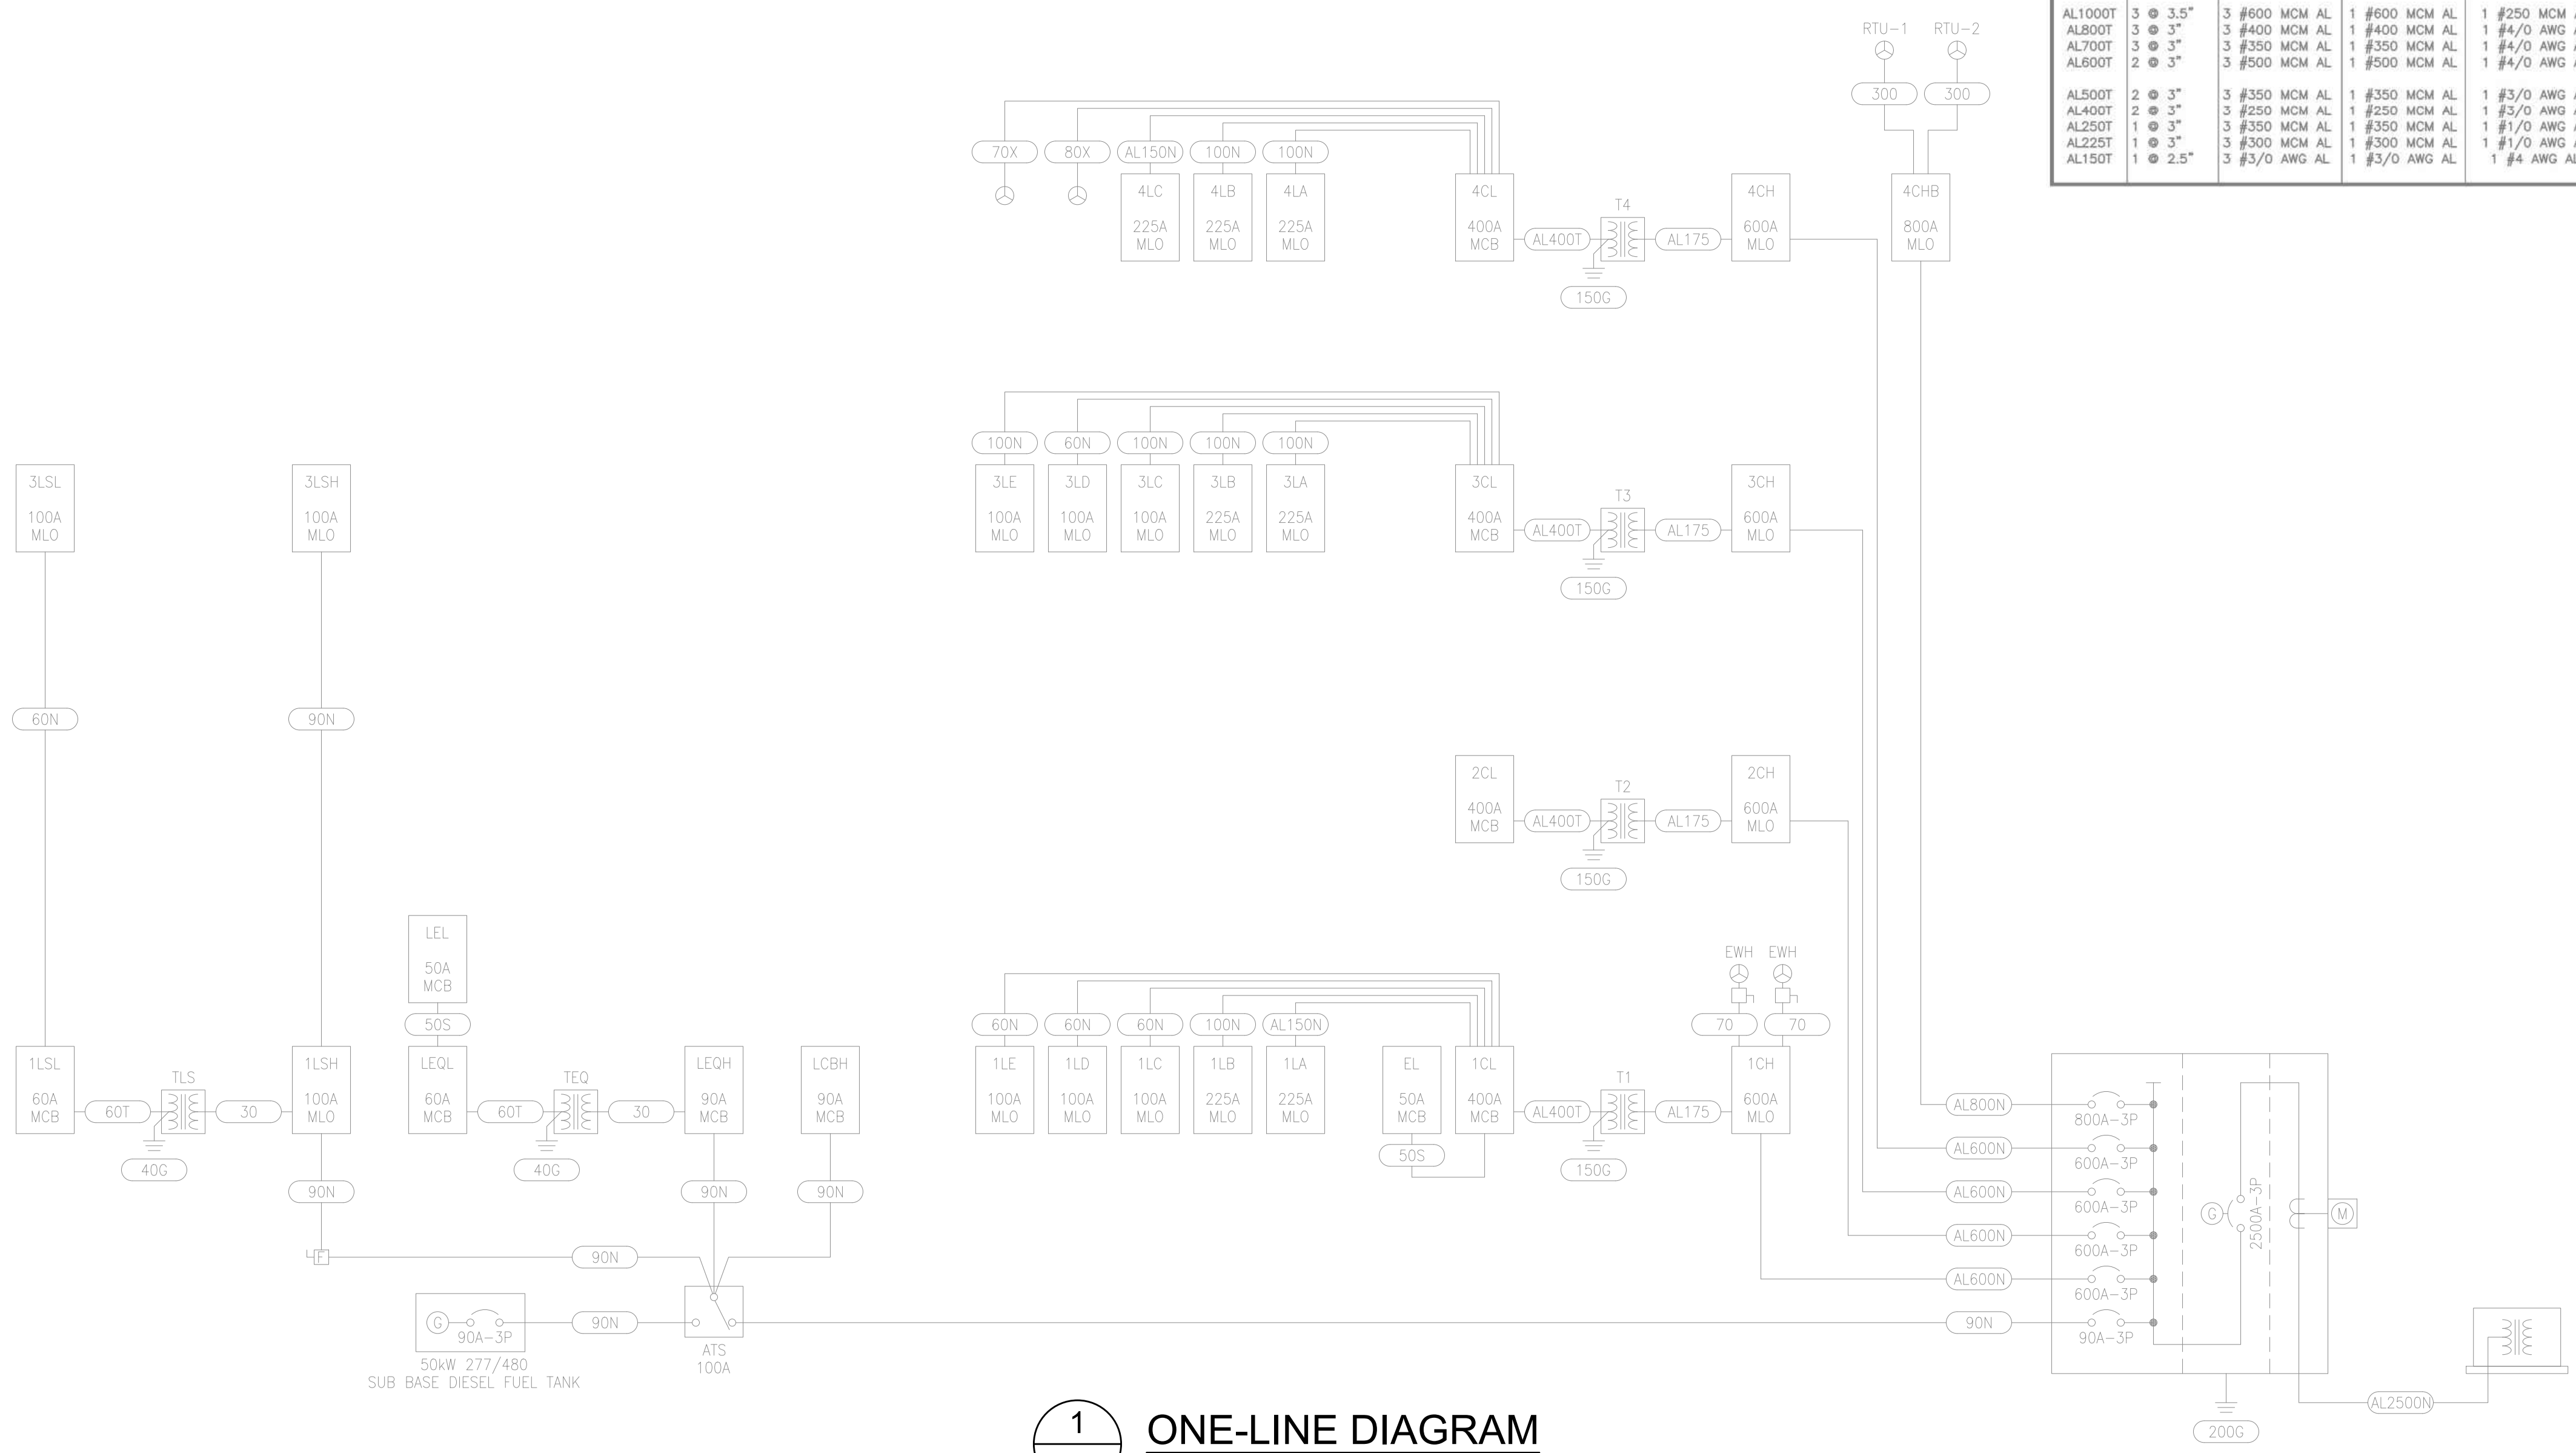 AL1000T 3 @ 3.5" 3 #600 MCM AL 1 #600 MCM AL 1 #250 MCM
AL800T 3 @ 3" 3 #400 MCM AL 1 #400 MCM AL 1 #4/0 AWG
AL700T 3 @ 3" 3 #350 MCM AL 1 #350 MCM AL 1 #4/0 AWG
AL600T 2 @ 3" 3 #500 MCM AL 1 #500 MCM AL 1 #4/0 AWG
AL500T 2 @ 3" 3 #350 MCM AL 1 #350 MCM AL 1 #3/0 AWG
AL400T 2 @ 3" 3 #250 MCM AL 1 #250 MCM AL 1 #3/0 AWG
AL250T 1 @ 3" 3 #350 MCM AL 1 #350 MCM AL 1 #1/0 AWG
AL225T 1 @ 3" 3 #300 MCM AL 1 #300 MCM AL 1 #1/0 AWG
AL150T 1 @ 2.5" 3 #3/0 AWG AL 1 #3/0 AWG AL 1 #4 AWG AL
RTU-1 RTU-2
300 300
70X 80X AL150N 100N 100N
4LC 4LB 4LA 4CL 4CH 4CHB
T4
225A 225A 225A 400A 600A 800A
MLO MLO MLO MCB AL400T AL175 MLO MLO
150G
100N 60N 100N 100N 100N
3LSL 3LSH 3LE 3LD 3LC 3LB 3LA 3CL 3CH
T3
100A 100A 100A 100A 100A 225A 225A 400A 600A
MLO MLO MLO MLO MLO MLO MLO MCB AL400T AL175 MLO
150G
60N 90N
2CL 2CH
T2
400A 600A
MCB AL400T AL175 MLO
150G
LEL
50A
MCB
EWH EWH
50S 60N 60N 60N 100N AL150N 70 70
1LSL 1LSH LEQL LEQH LCBH 1LE 1LD 1LC 1LB 1LA EL 1CL 1CH
TLS TEQ T1
60A 100A 60A 90A 90A 100A 100A 100A 225A 225A 50A 400A 600A
MCB 60T 30 MLO MCB 60T 30 MCB MCB MLO MLO MLO MLO MLO MCB MCB AL400T AL175 MLO
AL800N
800A-3P
50S
40G 40G 150G
AL600N
600A-3P
90N 90N 90N
AL600N
600A-3P
G 2500A-3P M
AL600N
600A-3P
F 90N
AL600N
600A-3P
G 90A-3P 90N
90N
90A-3P
ATS
100A
50kW 277/480
SUB BASE DIESEL FUEL TANK
AL2500N
200G
1 ONE-LINE DIAGRAM